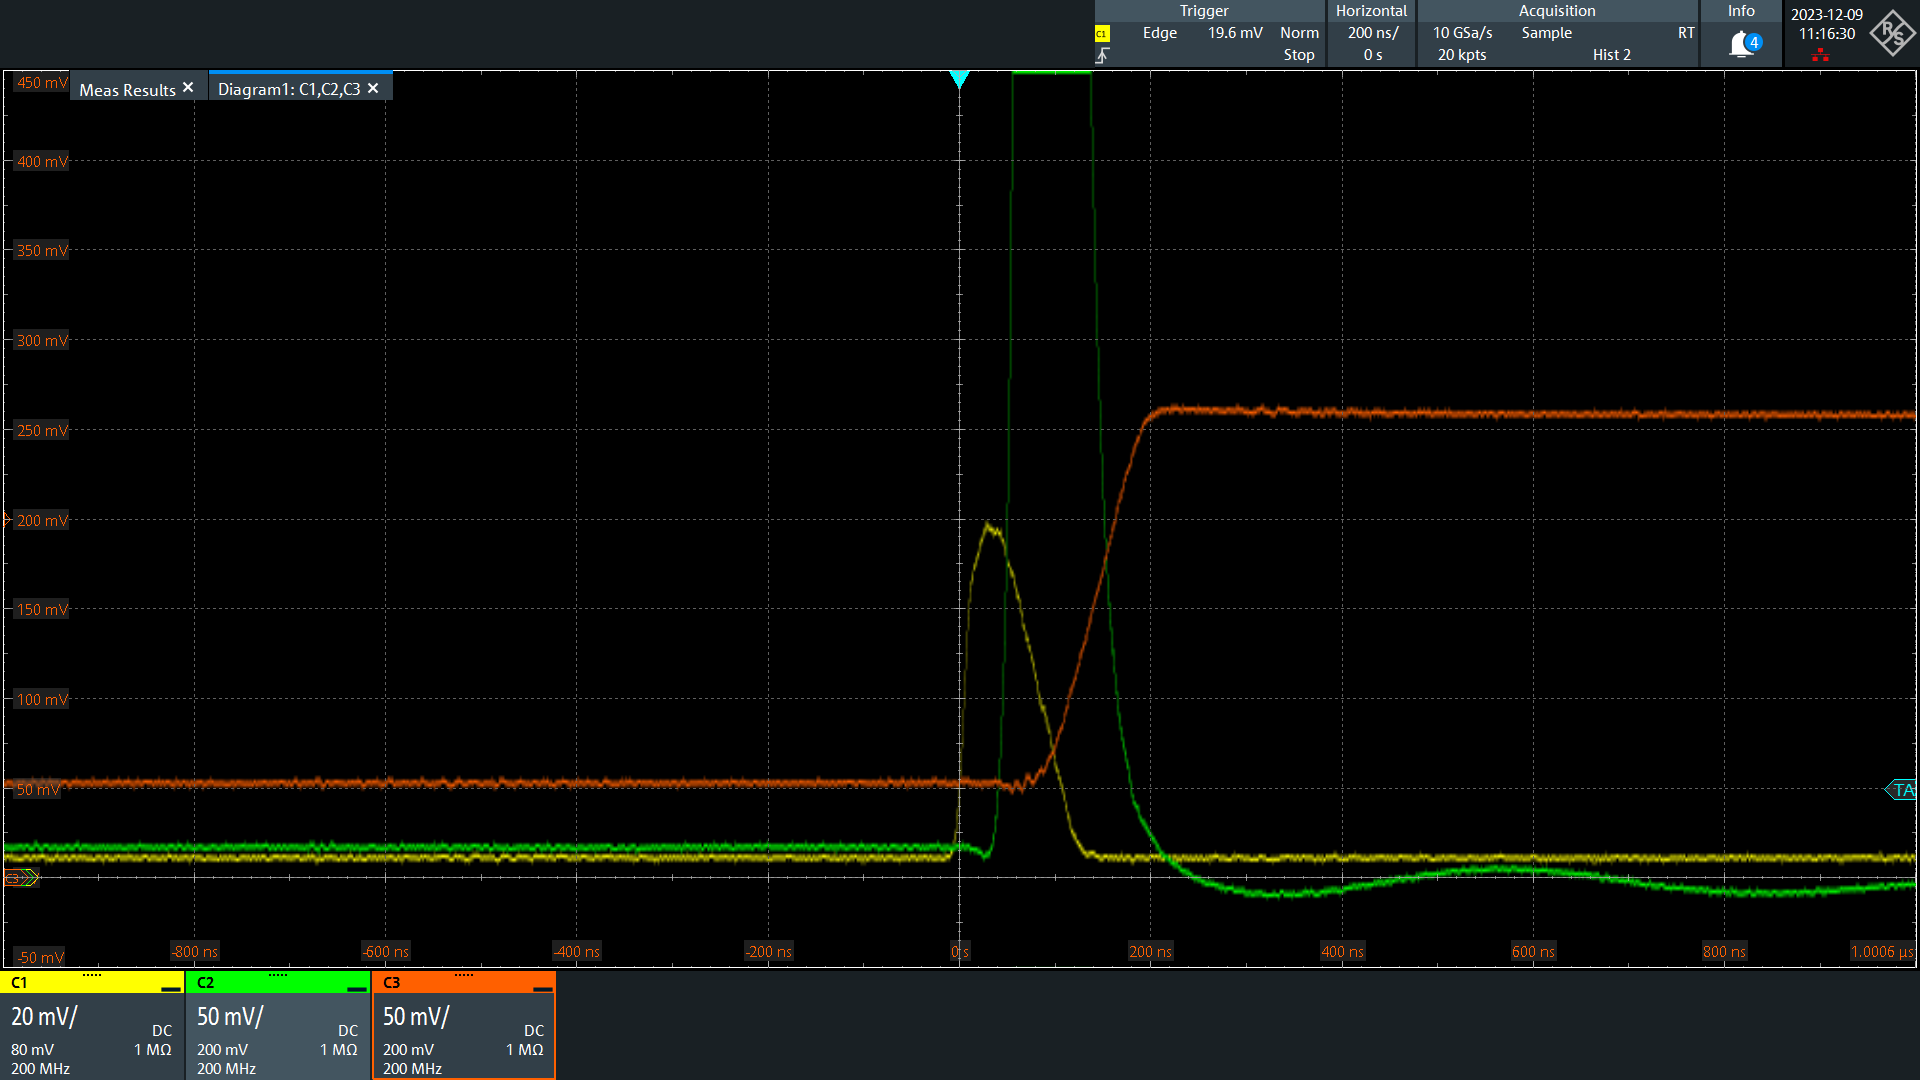 Trigger
C1 Edge 19.6 mV Norm
Stop
Horizontal
200 ns/
0 s
Acquisition
10 GSa/s Sample RT
20 kpts Hist 2
Info
4
2023-12-09
11:16:30
R S
Meas Results ✕
Diagram1: C1,C2,C3 ✕
450 mV
400 mV
350 mV
300 mV
250 mV
200 mV
150 mV
100 mV
50 mV
TA
C3
-50 mV
-800 ns
-600 ns
-400 ns
-200 ns
0 s
200 ns
400 ns
600 ns
800 ns
1.0006 µs
C1
20 mV/
DC
80 mV 1 MΩ
200 MHz
C2
50 mV/
DC
200 mV 1 MΩ
200 MHz
C3
50 mV/
DC
200 mV 1 MΩ
200 MHz